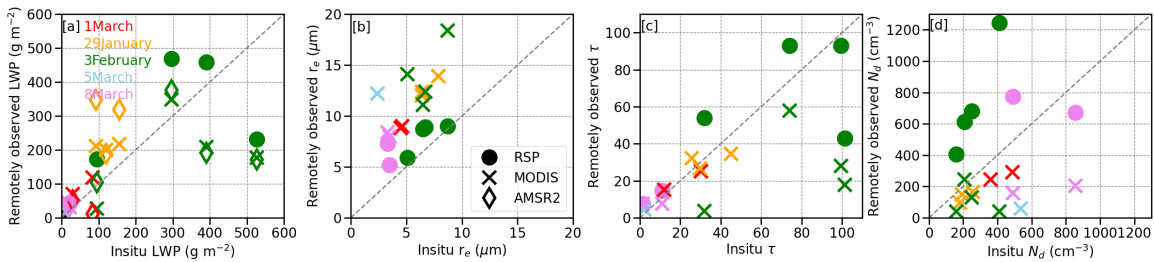 [a]
1March
29January
3February
5March
8March
600
500
400
300
200
100
0
0 100 200 300 400 500 600
Insitu LWP (g m⁻²)
Remotely observed LWP (g m⁻²)
[b]
20
15
10
5
0
0 5 10 15 20
Insitu rₑ (μm)
Remotely observed rₑ (μm)
RSP
MODIS
AMSR2
[c]
100
80
60
40
20
0
0 20 40 60 80 100
Insitu τ
Remotely observed τ
[d]
1200
1000
800
600
400
200
0
0 200 400 600 800 10001200
Insitu N_d (cm⁻³)
Remotely observed N_d (cm⁻³)